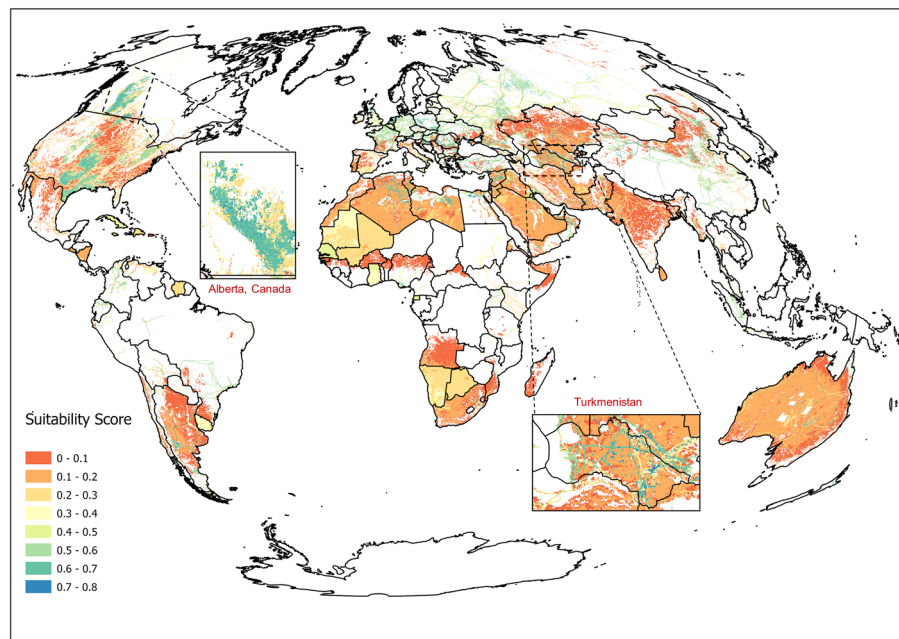 Alberta, Canada
Turkmenistan
Suitability Score
0 - 0.1
0.1 - 0.2
0.2 - 0.3
0.3 - 0.4
0.4 - 0.5
0.5 - 0.6
0.6 - 0.7
0.7 - 0.8